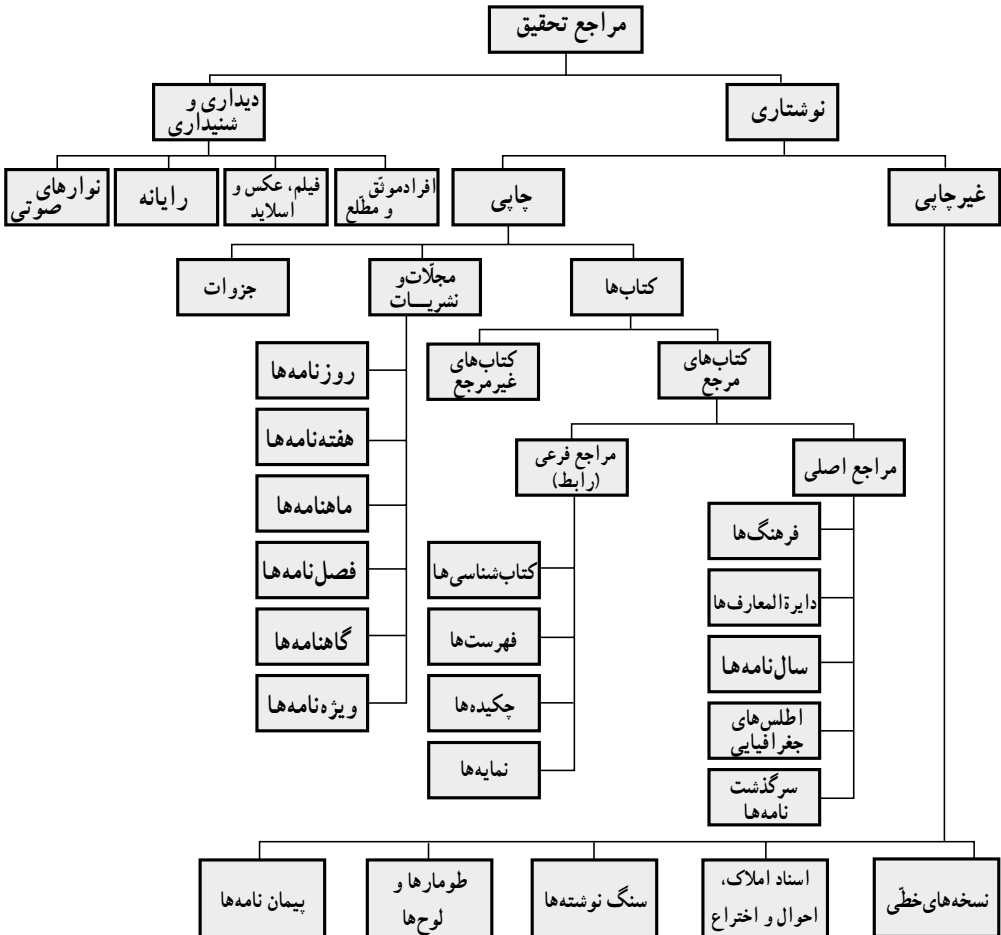 مراجع تحقیق
نوشتاری
دیداری و
شنیداری
غیرچاپی
چاپی
افرادموثّق
و مطّلع
فیلم، عکس و
اسلاید
رایانه
نوارهای
صوتی
کتاب‌ها
مجلّات‌و
نشریــــات
جزوات
کتاب‌های
مرجع
کتاب‌های
غیرمرجع
روزنامه‌ها
هفته‌نامه‌ها
ماهنامه‌ها
فصل‌نامه‌ها
گاهنامه‌ها
ویژه‌نامه‌ها
مراجع اصلی
مراجع فرعی
(رابط)
فرهنگ‌ها
دایرةالمعارف‌ها
سال‌نامه‌ها
اطلس‌های
جغرافیایی
سرگذشت
نامه‌ها
کتاب‌شناسی‌ها
فهرست‌ها
چکیده‌ها
نمایه‌ها
نسخه‌های‌خطّی
اسناد املاک،
احوال و اختراع
سنگ نوشته‌ها
طومارها و
لوح‌ها
پیمان نامه‌ها